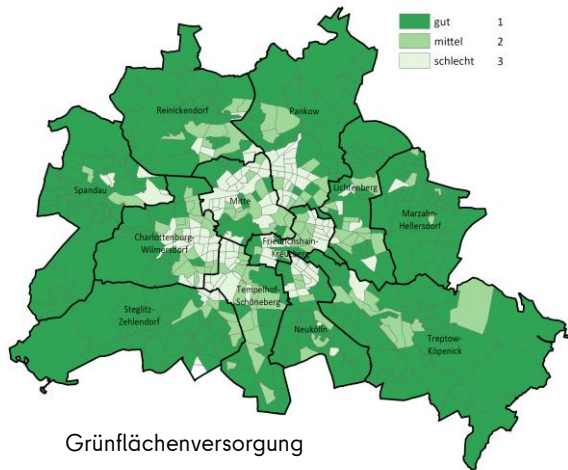 gut 1
mittel 2
schlecht 3
Reinickendorf
Pankow
Spandau
Lichtenberg
Mitte
Marzahn-
Hellersdorf
Charlottenburg-
Wilmersdorf
Friedrichshain-
Kreuzberg
Tempelhof-
Schöneberg
Steglitz-
Zehlendorf
Neukölln
Treptow-
Köpenick
Grünflächenversorgung